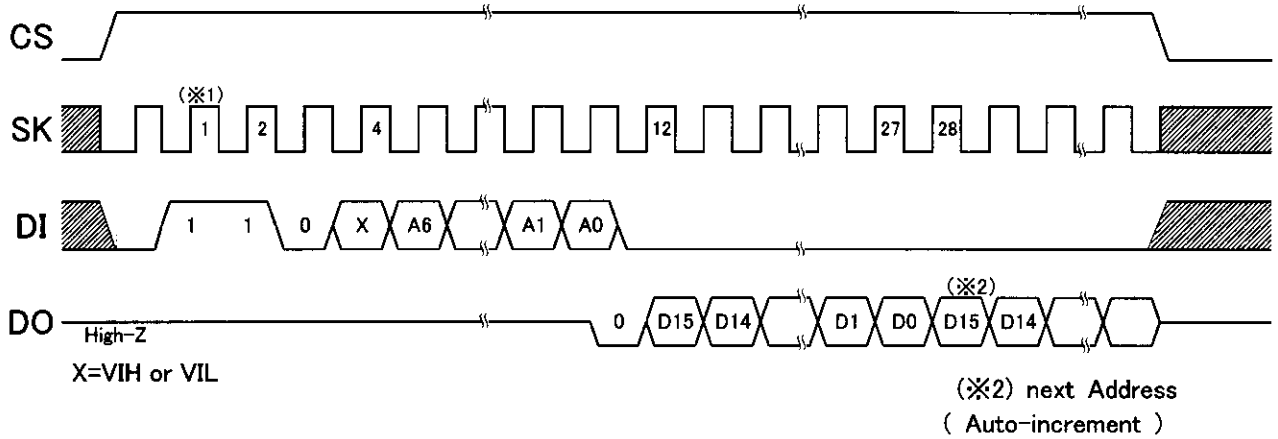 CS
(※1)
SK 1 2 4 12 27 28
DI 1 1 0 X A6 A1 A0
(※2)
DO 0 D15 D14 D1 D0 D15 D14
High-Z
X=VIH or VIL
(※2) next Address
( Auto-increment )